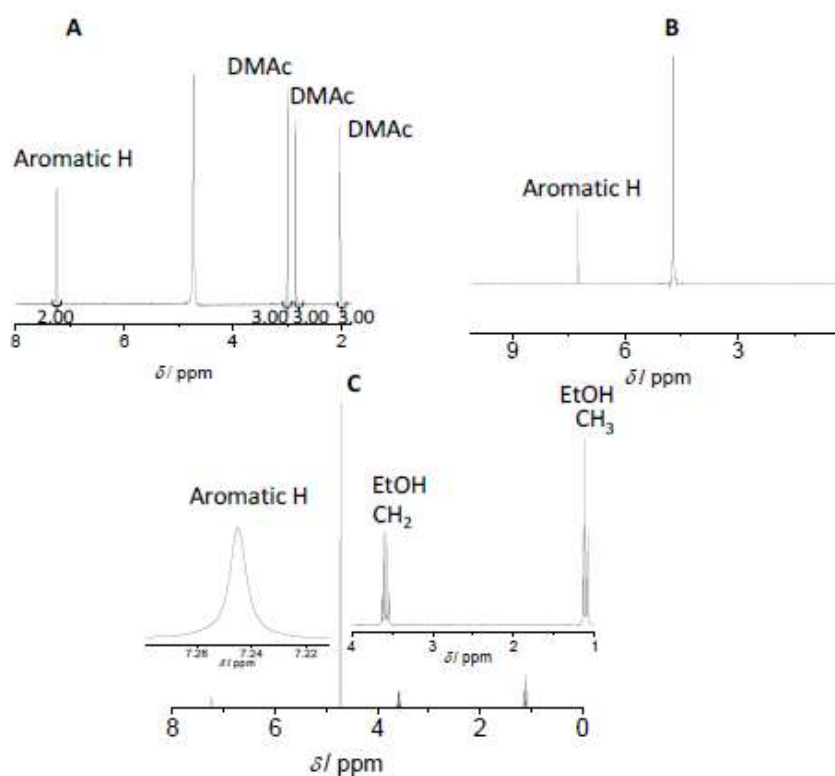 A
DMAc
DMAc
DMAc
Aromatic H
2.00
3.00
3.00
3.00
8
6
4
2
δ/ ppm
B
Aromatic H
9
6
3
δ/ ppm
C
EtOH
CH3
Aromatic H
EtOH
CH2
7.26
7.24
7.22
δ/ ppm
4
3
2
1
δ/ ppm
8
6
4
2
0
δ/ ppm